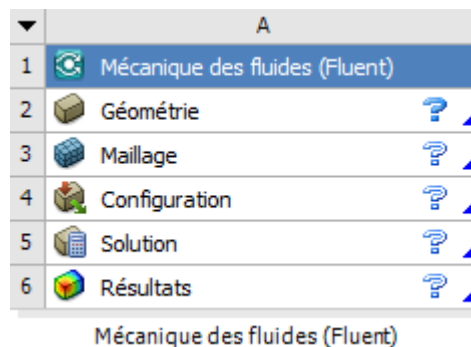 A
1 Mécanique des fluides (Fluent)
2 Géométrie ?
3 Maillage ?
4 Configuration ?
5 Solution ?
6 Résultats ?
Mécanique des fluides (Fluent)